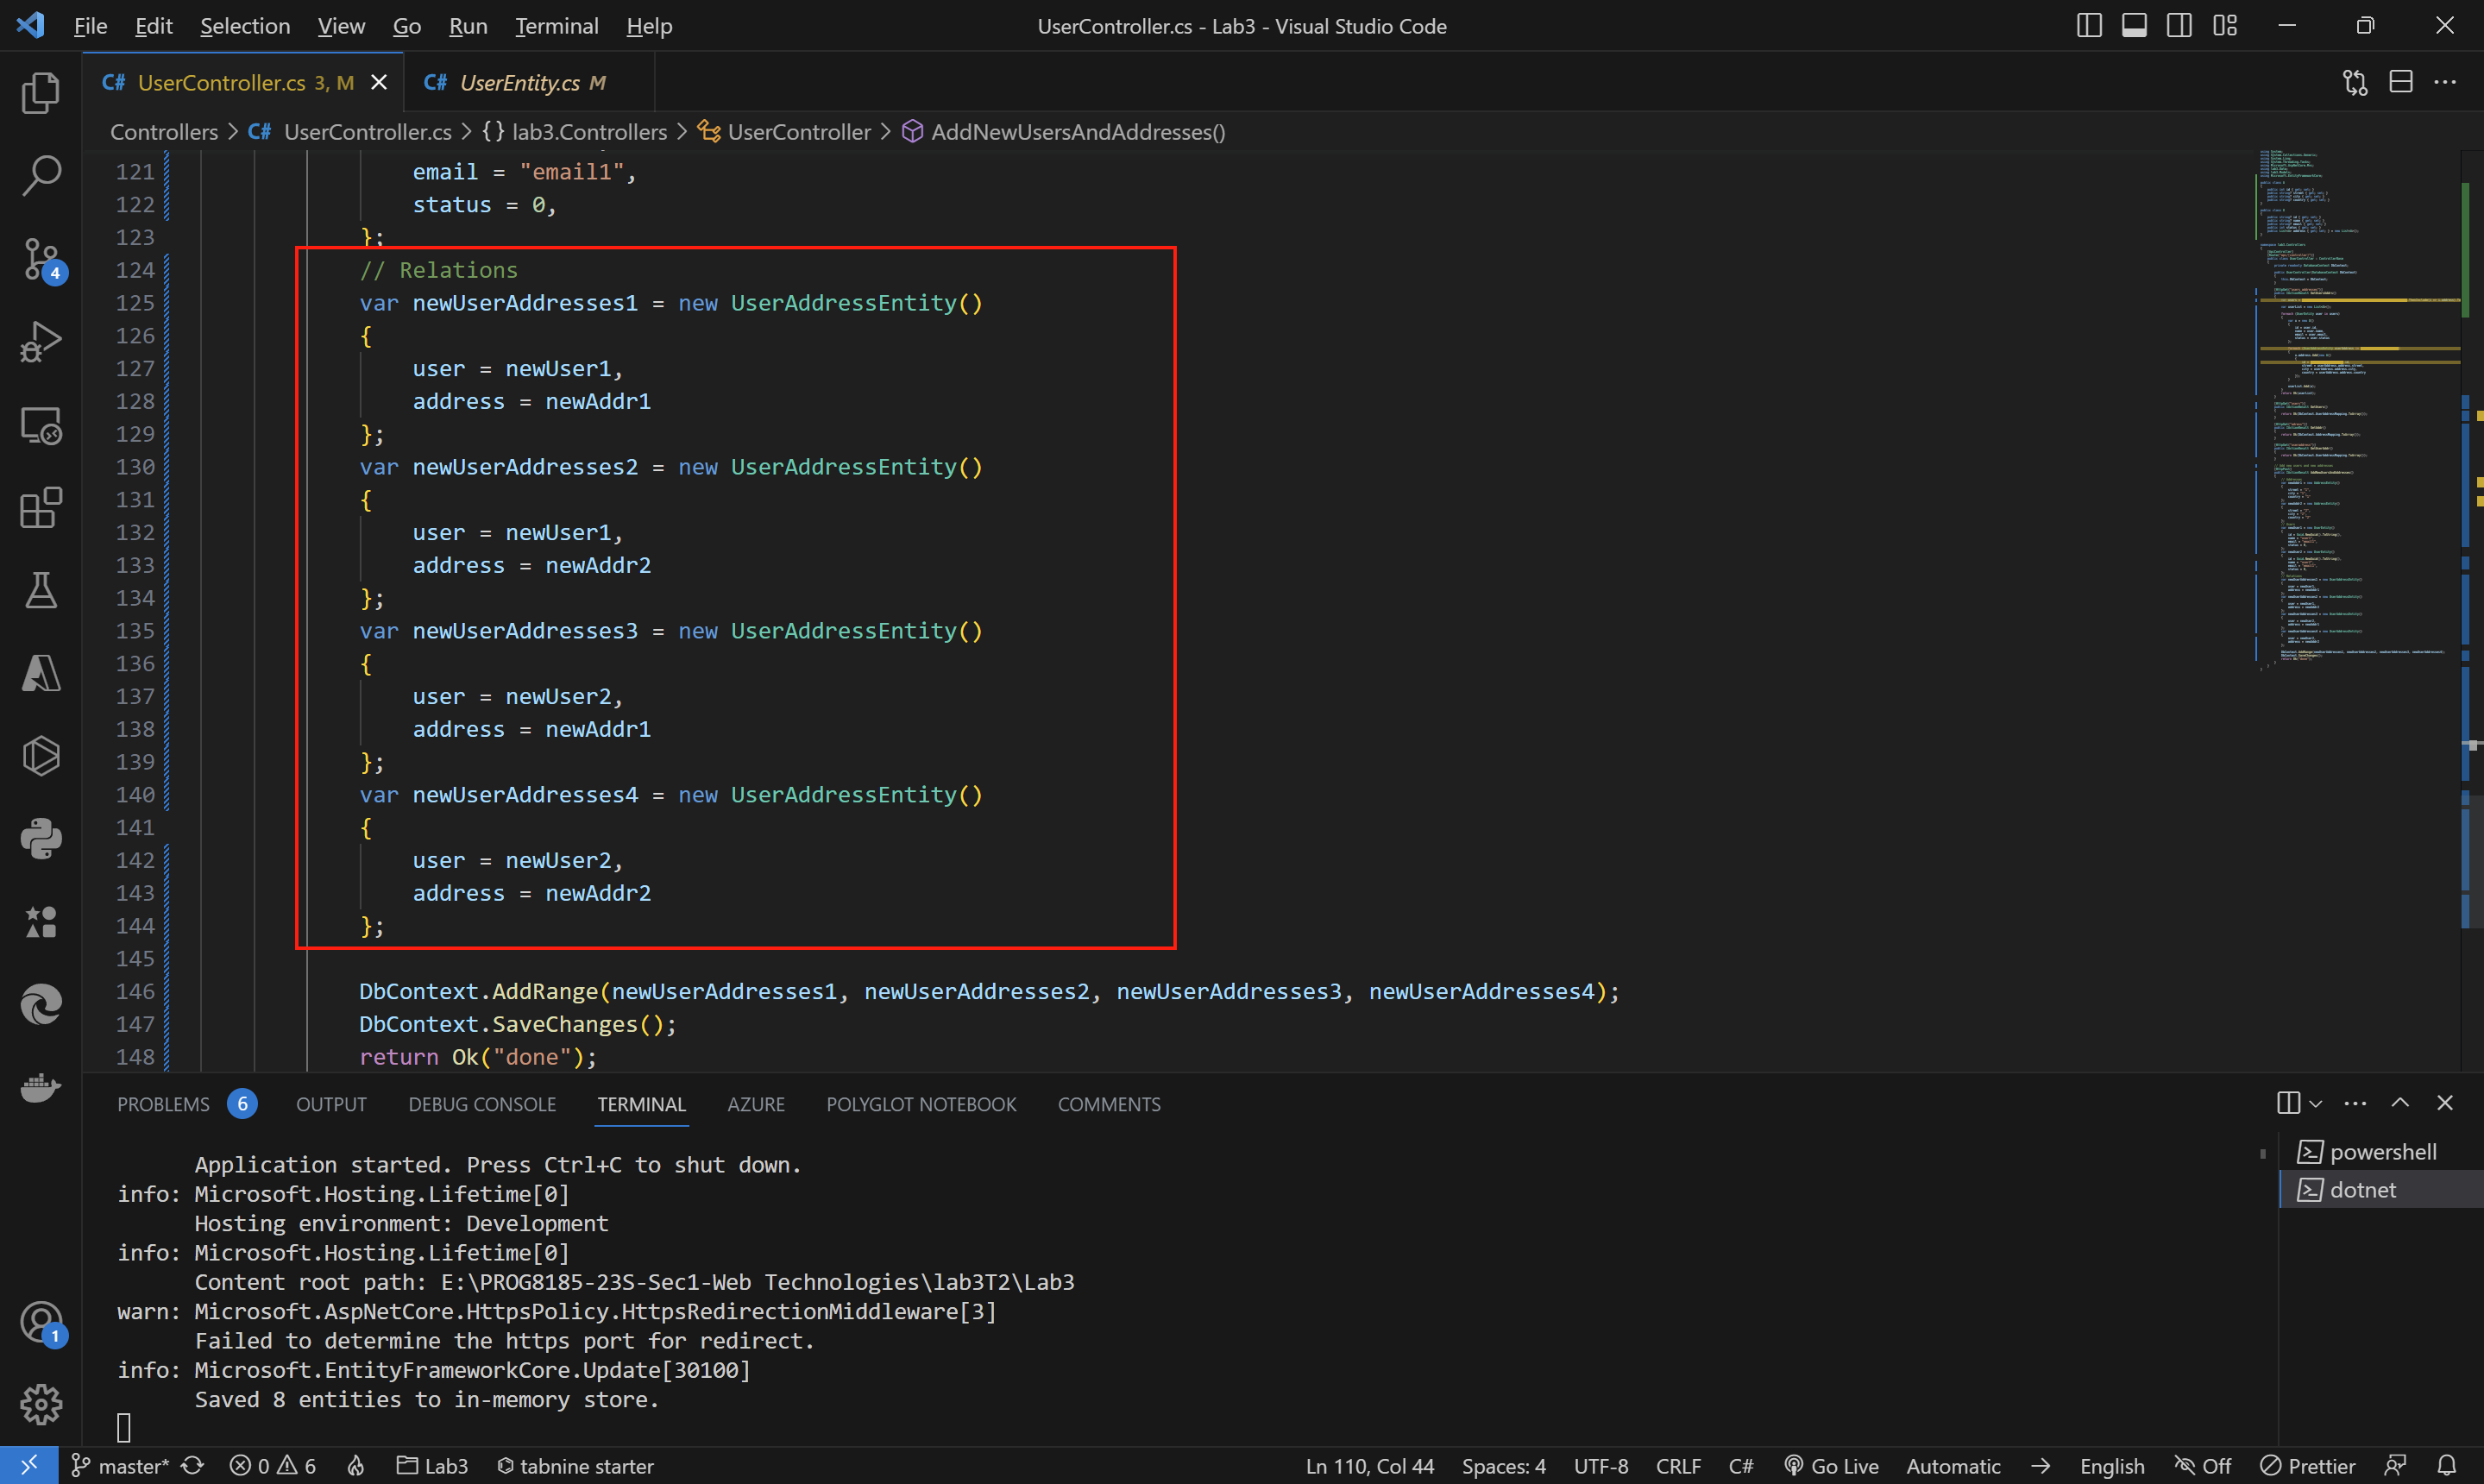 File Edit Selection View Go Run Terminal Help UserController.cs - Lab3 - Visual Studio Code
C# UserController.cs 3, M C# UserEntity.cs M
Controllers > C# UserController.cs > {} lab3.Controllers > UserController > AddNewUsersAndAddresses()
121 email = "email1",
122 status = 0,
123 };
124 // Relations
125 var newUserAddresses1 = new UserAddressEntity()
126 {
127 user = newUser1,
128 address = newAddr1
129 };
130 var newUserAddresses2 = new UserAddressEntity()
131 {
132 user = newUser1,
133 address = newAddr2
134 };
135 var newUserAddresses3 = new UserAddressEntity()
136 {
137 user = newUser2,
138 address = newAddr1
139 };
140 var newUserAddresses4 = new UserAddressEntity()
141 {
142 user = newUser2,
143 address = newAddr2
144 };
145
146 DbContext.AddRange(newUserAddresses1, newUserAddresses2, newUserAddresses3, newUserAddresses4);
147 DbContext.SaveChanges();
148 return Ok("done");
4
1
PROBLEMS 6 OUTPUT DEBUG CONSOLE TERMINAL AZURE POLYGLOT NOTEBOOK COMMENTS
Application started. Press Ctrl+C to shut down.
info: Microsoft.Hosting.Lifetime[0]
Hosting environment: Development
info: Microsoft.Hosting.Lifetime[0]
Content root path: E:\PROG8185-23S-Sec1-Web Technologies\lab3T2\Lab3
warn: Microsoft.AspNetCore.HttpsPolicy.HttpsRedirectionMiddleware[3]
Failed to determine the https port for redirect.
info: Microsoft.EntityFrameworkCore.Update[30100]
Saved 8 entities to in-memory store.
powershell
dotnet
master* 0 6 Lab3 tabnine starter Ln 110, Col 44 Spaces: 4 UTF-8 CRLF C# Go Live Automatic English Off Prettier